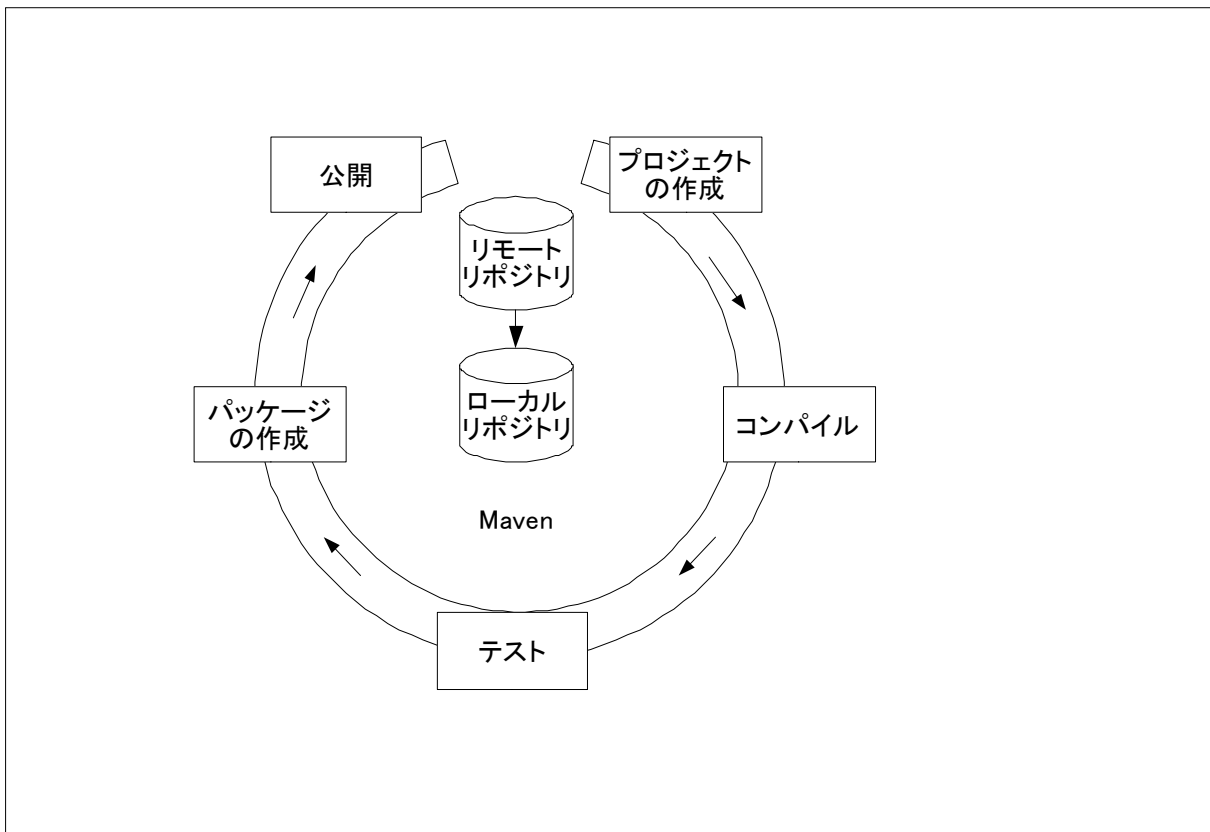 公開
プロジェクト
の作成
リモート
リポジトリ
ローカル
リポジトリ
パッケージ
の作成
コンパイル
Maven
テスト